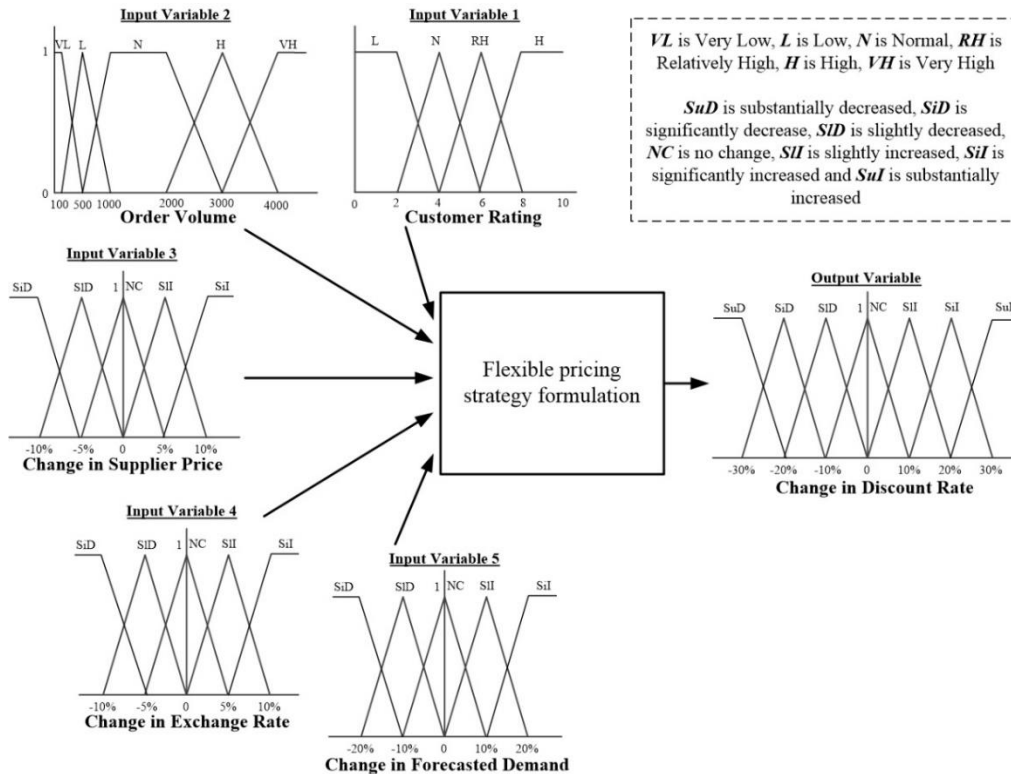 Input Variable 2
VL L N H VH
1
0
100 500 1000 2000 3000 4000
Order Volume
Input Variable 1
L N RH H
0 2 4 6 8 10
Customer Rating
VL is Very Low, L is Low, N is Normal, RH is
Relatively High, H is High, VH is Very High
SuD is substantially decreased, SiD is
significantly decrease, SlD is slightly decreased,
NC is no change, SlI is slightly increased, SiI is
significantly increased and SuI is substantially
increased
Input Variable 3
SiD SlD 1 NC SlI SiI
-10% -5% 0 5% 10%
Change in Supplier Price
Flexible pricing
strategy formulation
Output Variable
SuD SiD SlD 1 NC SlI SiI SuI
-30% -20% -10% 0 10% 20% 30%
Change in Discount Rate
Input Variable 4
SiD SlD 1 NC SlI SiI
-10% -5% 0 5% 10%
Change in Exchange Rate
Input Variable 5
SiD SlD 1 NC SlI SiI
-20% -10% 0 10% 20%
Change in Forecasted Demand